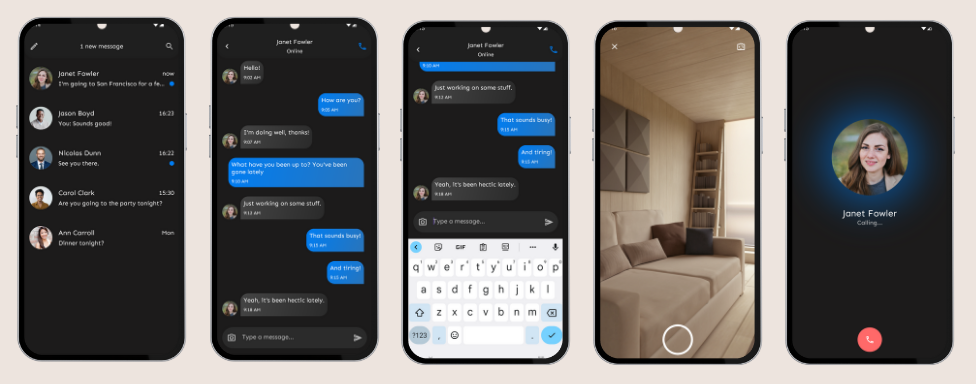 1 new message
Janet Fowler
now
I'm going to San Francisco for a fe...
Jason Boyd
16:23
You: Sounds good!
Nicolas Dunn
16:22
See you there.
Carol Clark
15:30
Are you going to the party tonight?
Ann Carroll
Mon
Dinner tonight?
Janet Fowler
Online
Hello!
9:02 AM
How are you?
9:05 AM
I'm doing well, thanks!
9:07 AM
What have you been up to? You've been
gone lately
9:10 AM
Just working on some stuff.
9:12 AM
That sounds busy!
9:15 AM
And tiring!
9:15 AM
Yeah, it's been hectic lately.
9:18 AM
Type a message...
Janet Fowler
Online
9:10 AM
Just working on some stuff.
9:12 AM
That sounds busy!
9:15 AM
And tiring!
9:15 AM
Yeah, it's been hectic lately.
9:18 AM
Type a message...
GIF
q w e r t y u i o p
a s d f g h j k l
z x c v b n m
?123 , .
Janet Fowler
Calling...